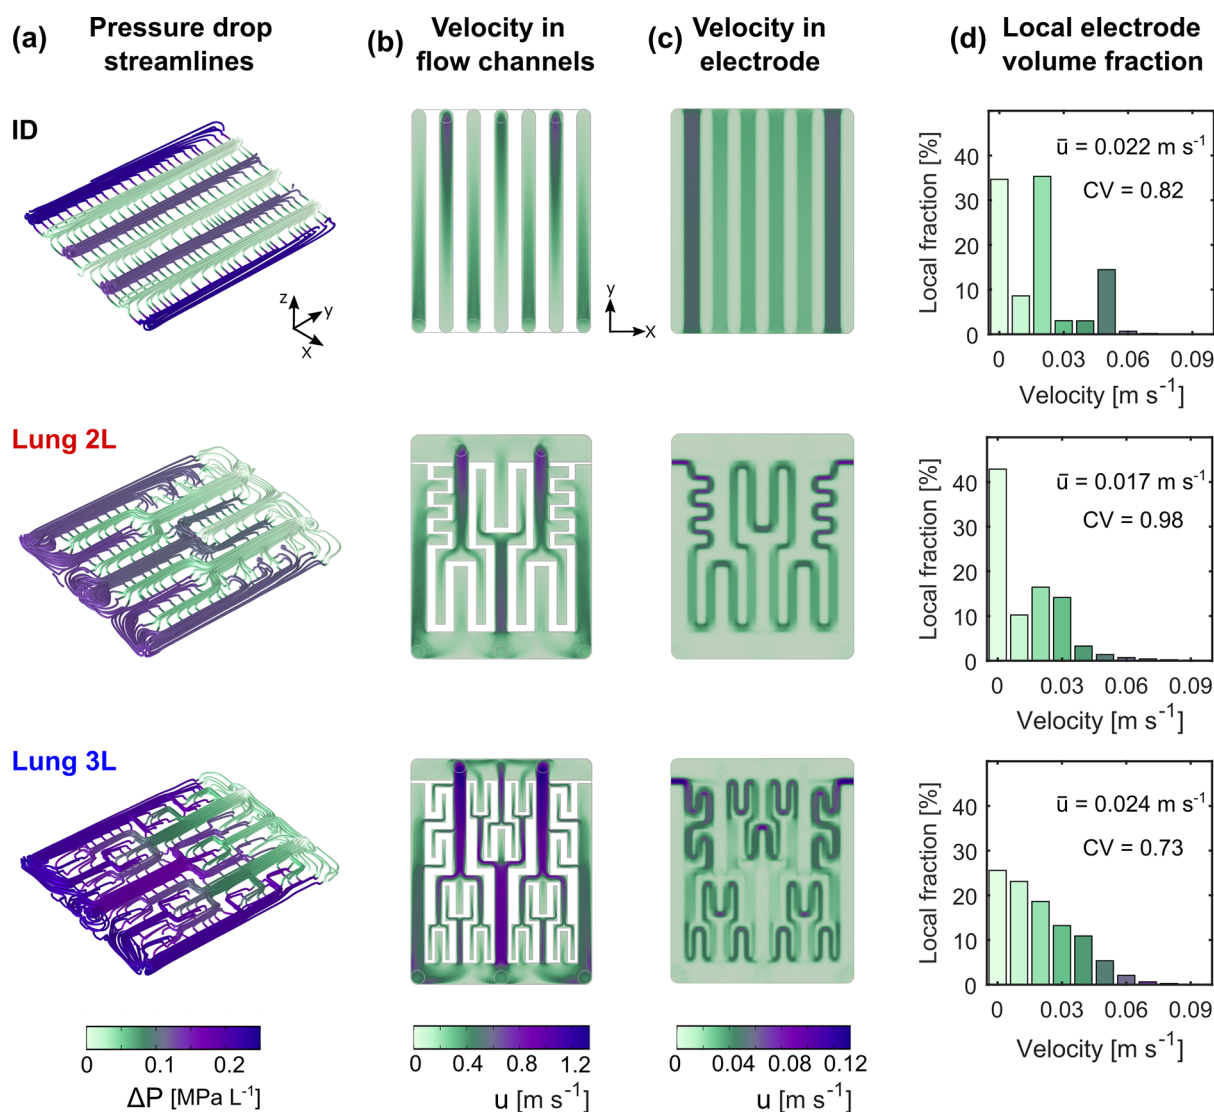 (a) Pressure drop streamlines
(b) Velocity in flow channels
(c) Velocity in electrode
(d) Local electrode volume fraction
ID
z
y
x
y
x
Local fraction [%]
40
30
20
10
0
ū = 0.022 m s⁻¹
CV = 0.82
0 0.03 0.06 0.09
Velocity [m s⁻¹]
Lung 2L
Local fraction [%]
40
30
20
10
0
ū = 0.017 m s⁻¹
CV = 0.98
0 0.03 0.06 0.09
Velocity [m s⁻¹]
Lung 3L
Local fraction [%]
40
30
20
10
0
ū = 0.024 m s⁻¹
CV = 0.73
0 0.03 0.06 0.09
Velocity [m s⁻¹]
0 0.1 0.2
ΔP [MPa L⁻¹]
0 0.4 0.8 1.2
u [m s⁻¹]
0 0.04 0.08 0.12
u [m s⁻¹]